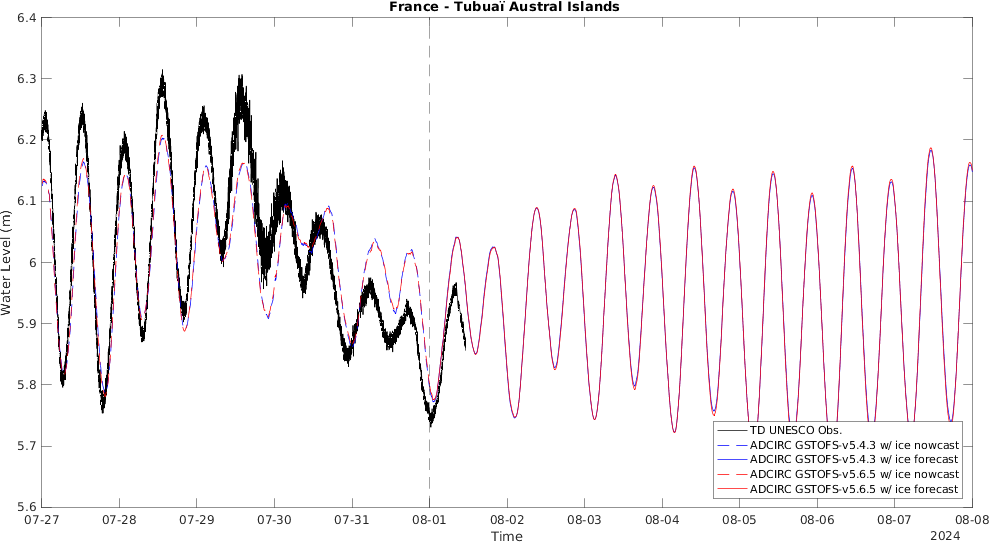 France - Tubuaï Austral Islands
6.4
6.3
6.2
6.1
6
5.9
5.8
5.7
5.6
Water Level (m)
TD UNESCO Obs.
ADCIRC GSTOFS-v5.4.3 w/ ice nowcast
ADCIRC GSTOFS-v5.4.3 w/ ice forecast
ADCIRC GSTOFS-v5.6.5 w/ ice nowcast
ADCIRC GSTOFS-v5.6.5 w/ ice forecast
07-27 07-28 07-29 07-30 07-31 08-01 08-02 08-03 08-04 08-05 08-06 08-07 08-08
Time
2024